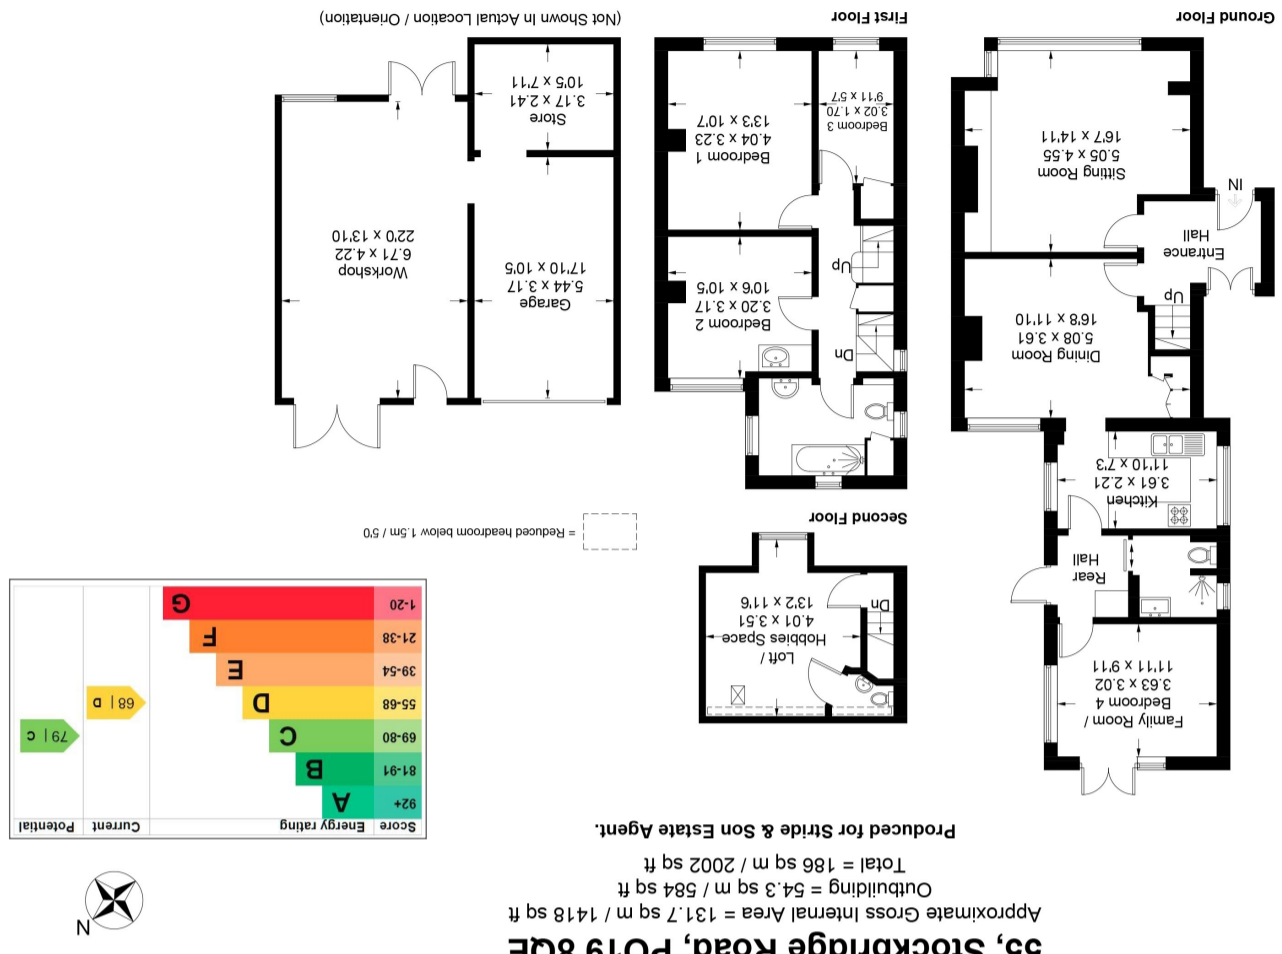 55, Stockbridge Road, PO19 8QE
Approximate Gross Internal Area = 131.7 sq m / 1418 sq ft
Outbuilding = 54.3 sq m / 584 sq ft
Total = 186 sq m / 2002 sq ft
Produced for Stride & Son Estate Agent.
N
Score
Energy rating
Current
Potential
92+
A
81-91
B
69-80
C
79 | C
55-68
D
68 | D
39-54
E
21-38
F
1-20
G
Family Room /
Bedroom 4
3.63 x 3.02
11'11 x 9'11
Rear
Hall
Kitchen
3.61 x 2.21
11'10 x 7'3
Dining Room
5.08 x 3.61
16'8 x 11'10
Up
Entrance
Hall
IN
Sitting Room
5.05 x 4.55
16'7 x 14'11
Ground Floor
Loft /
Hobbies Space
4.01 x 3.51
13'2 x 11'6
Dn
Second Floor
= Reduced headroom below 1.5m / 5'0
Dn
Bedroom 2
3.20 x 3.17
10'6 x 10'5
Up
Bedroom 1
4.04 x 3.23
13'3 x 10'7
Bedroom 3
3.02 x 1.70
9'11 x 5'7
First Floor
Garage
5.44 x 3.17
17'10 x 10'5
Workshop
6.71 x 4.22
22'0 x 13'10
Store
3.17 x 2.41
10'5 x 7'11
(Not Shown In Actual Location / Orientation)